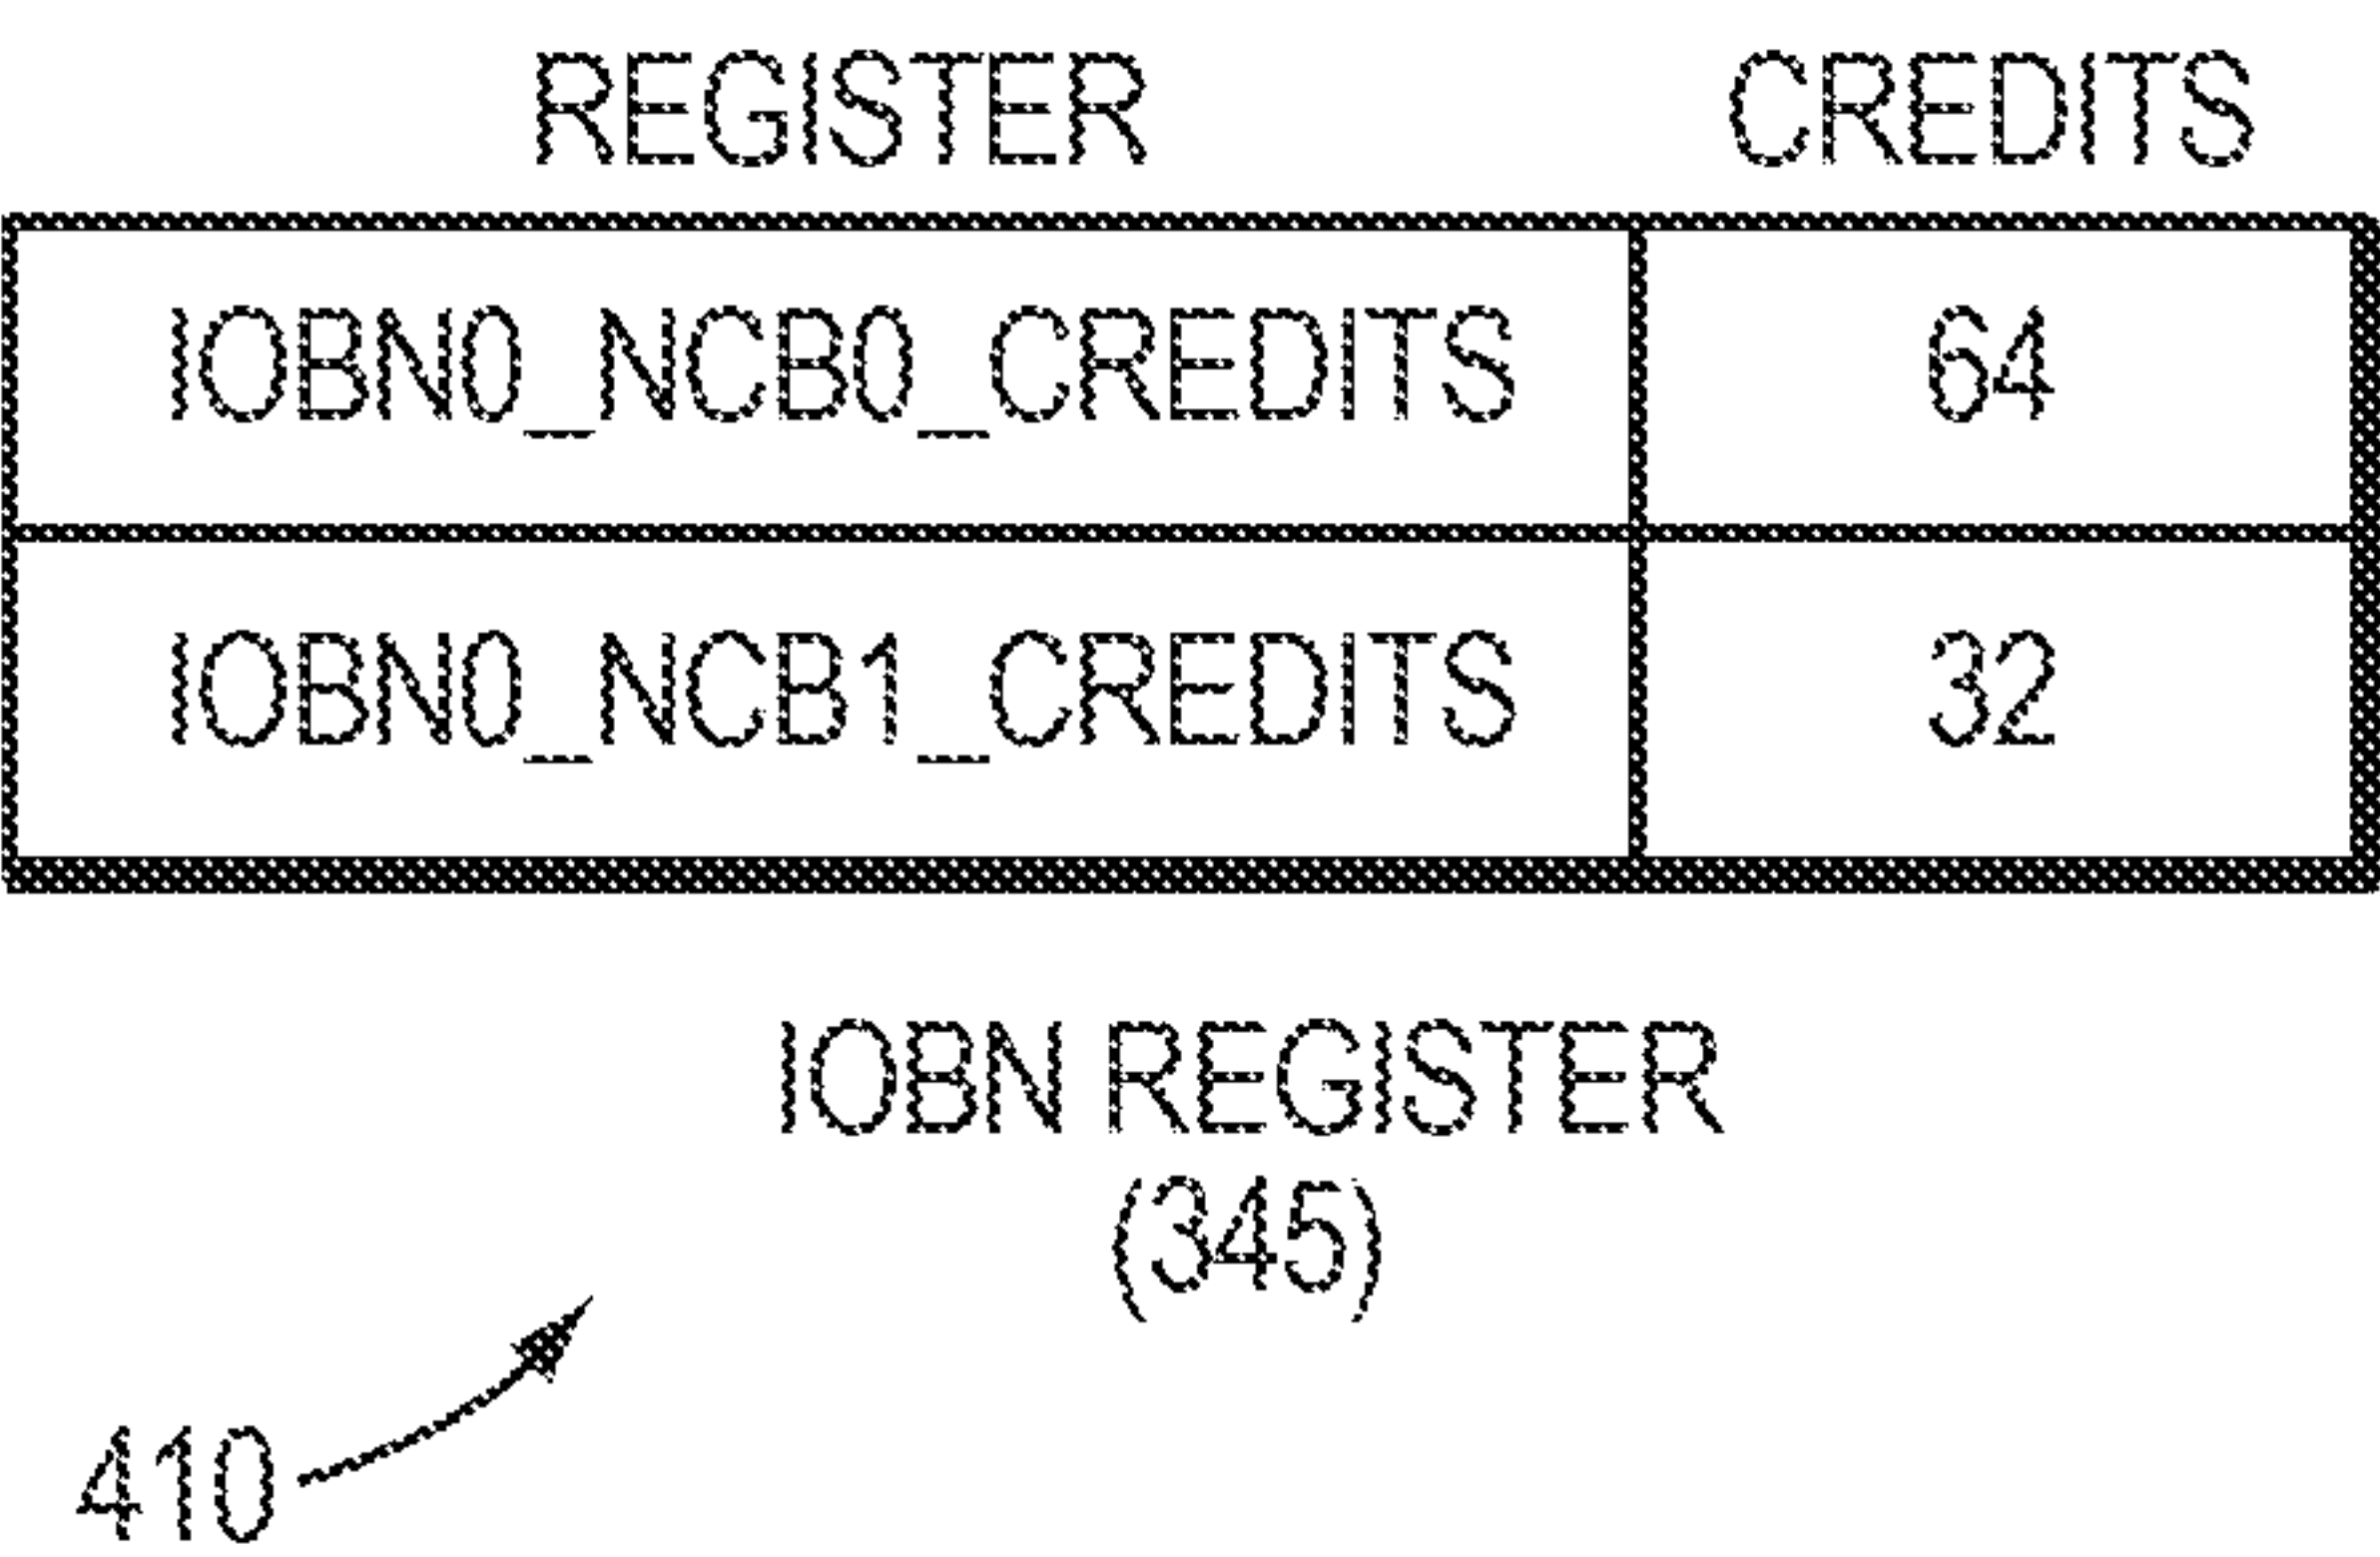 REGISTER CREDITS
IOBN0_NCB0_CREDITS 64
IOBN0_NCB1_CREDITS 32
IOBN REGISTER
(345)
410